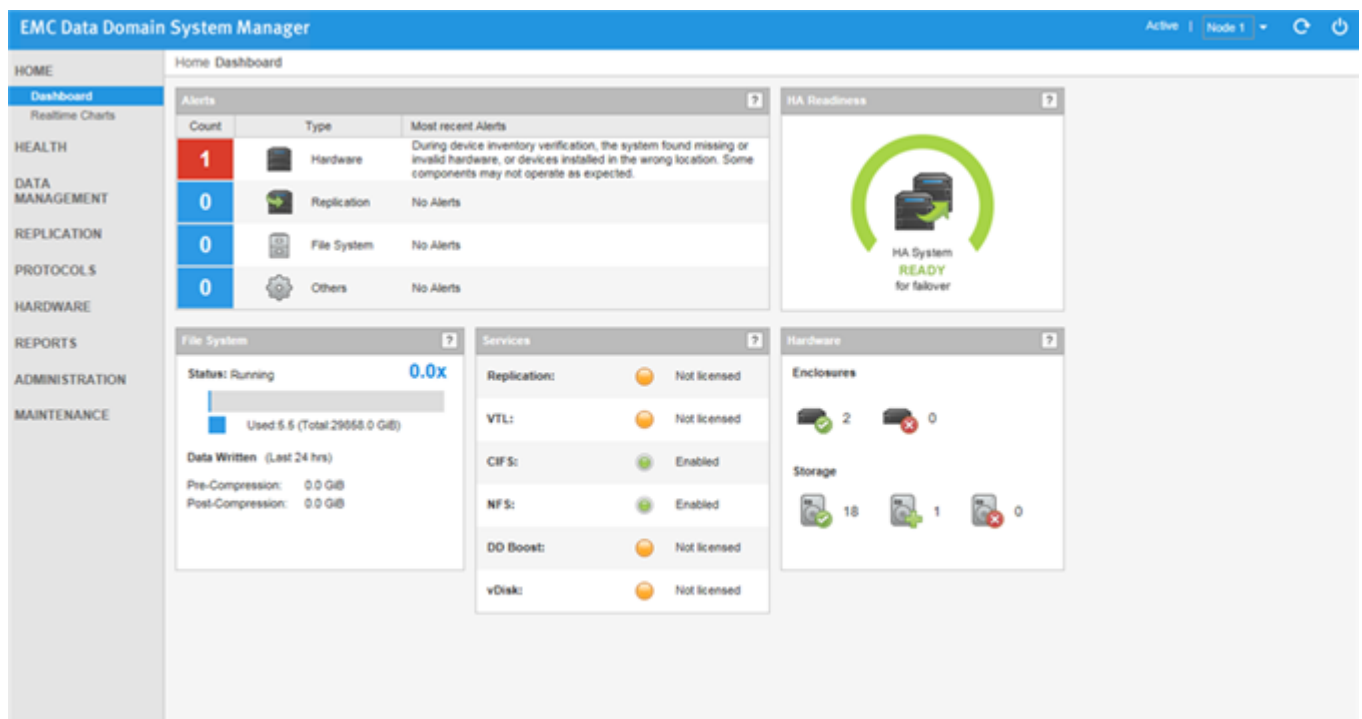 EMC Data Domain System Manager
Active | Node 1
HOME
Dashboard
Realtime Charts
HEALTH
DATA
MANAGEMENT
REPLICATION
PROTOCOLS
HARDWARE
REPORTS
ADMINISTRATION
MAINTENANCE
Home Dashboard
Alerts ?
Count Type Most recent Alerts
1 Hardware During device inventory verification, the system found missing or
invalid hardware, or devices installed in the wrong location. Some
components may not operate as expected.
0 Replication No Alerts
0 File System No Alerts
0 Others No Alerts
HA Readiness ?
HA System
READY
for failover
File System ?
Status: Running 0.0x
Used:5.5 (Total:29858.0 GiB)
Data Written (Last 24 hrs)
Pre-Compression: 0.0 GiB
Post-Compression: 0.0 GiB
Services ?
Replication: Not licensed
VTL: Not licensed
CIFS: Enabled
NFS: Enabled
DD Boost: Not licensed
vDisk: Not licensed
Hardware ?
Enclosures
2 0
Storage
18 1 0